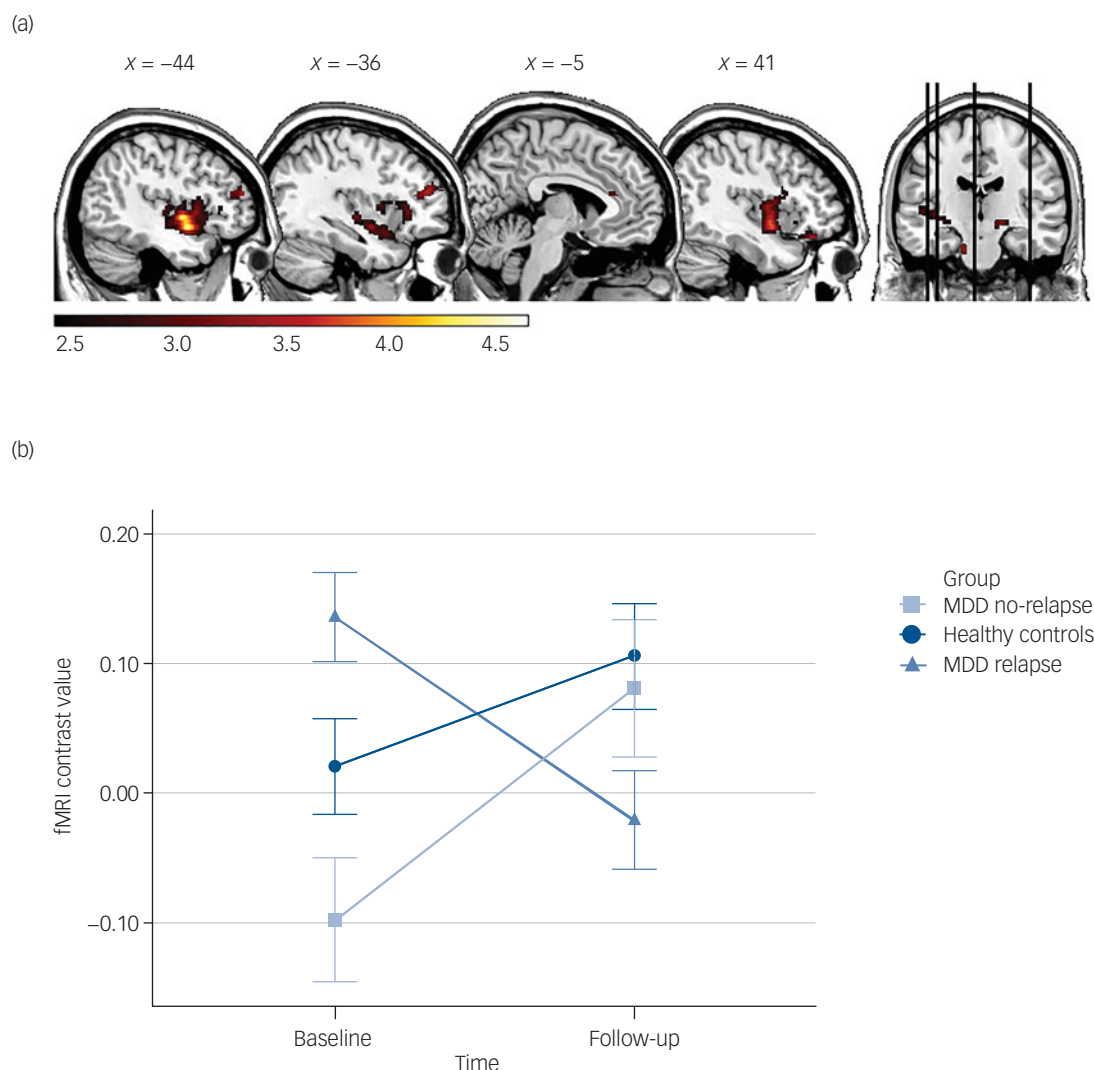 (a)
x = –44
x = –36
x = –5
x = 41
2.5 3.0 3.5 4.0 4.5
(b)
0.20
0.10
0.00
–0.10
fMRI contrast value
Baseline
Follow-up
Time
Group
MDD no-relapse
Healthy controls
MDD relapse